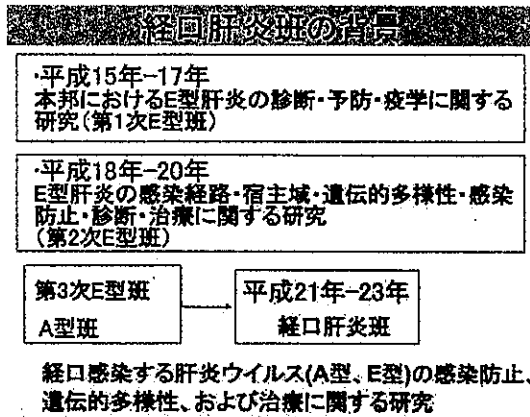 経口肝炎班の背景
・平成15年-17年
本邦におけるE型肝炎の診断・予防・疫学に関する
研究(第1次E型班)
・平成18年-20年
E型肝炎の感染経路・宿主域・遺伝的多様性・感染
防止・診断・治療に関する研究
(第2次E型班)
第3次E型班
A型班
平成21年-23年
経口肝炎班
経口感染する肝炎ウイルス(A型、E型)の感染防止、
遺伝的多様性、および治療に関する研究